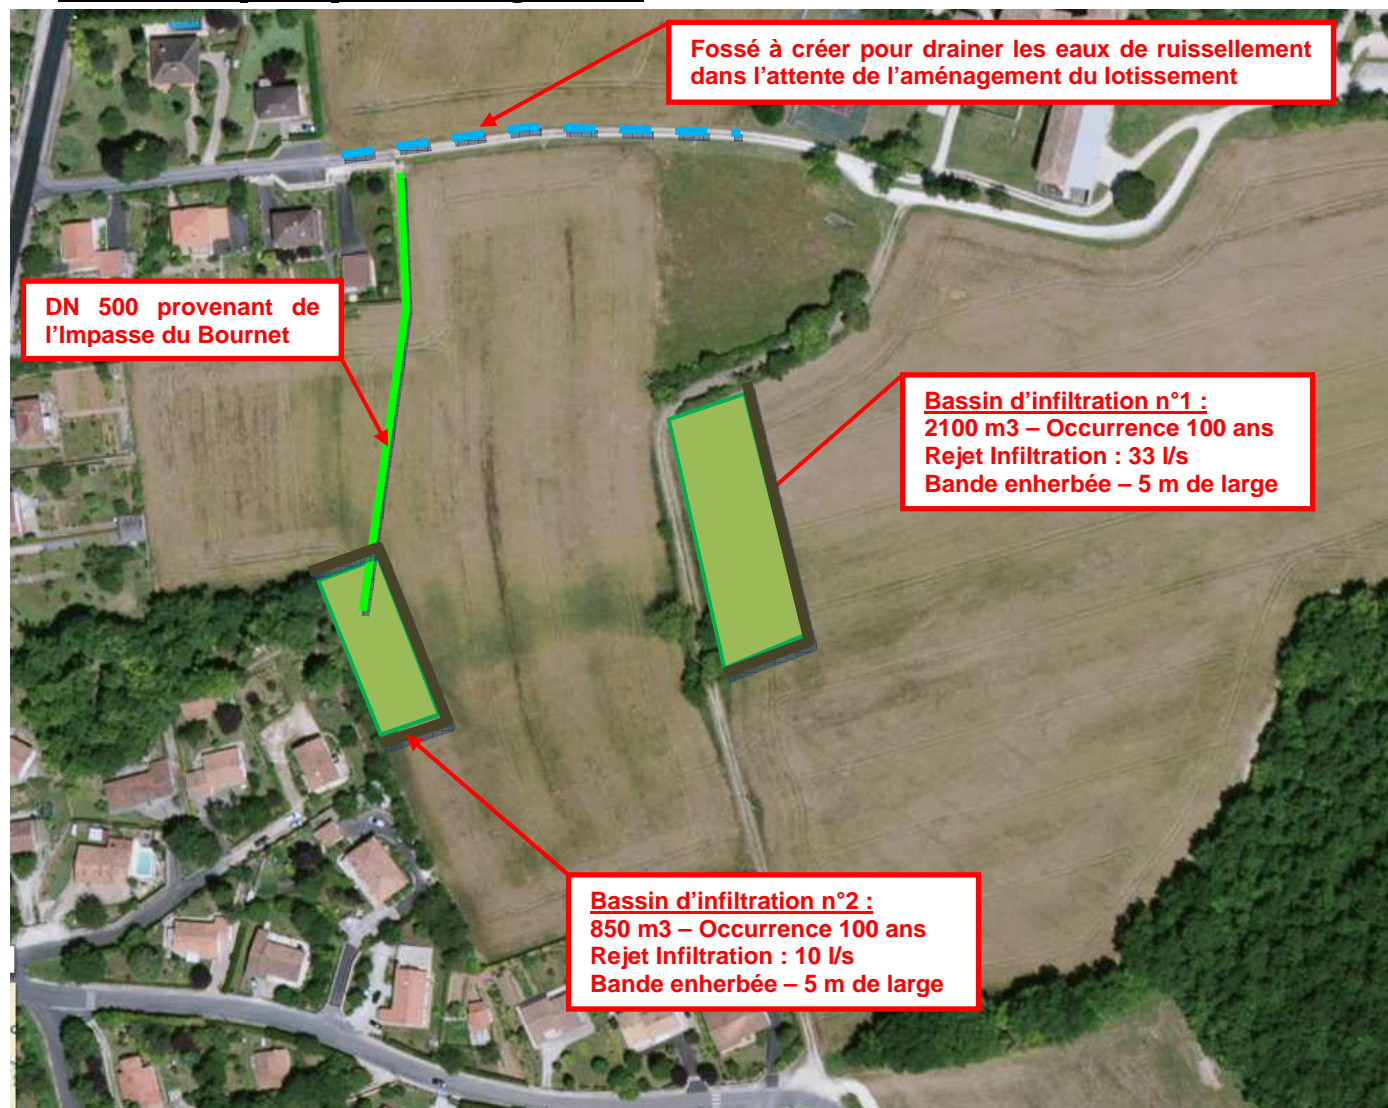 Fossé à créer pour drainer les eaux de ruissellement
dans l'attente de l'aménagement du lotissement
DN 500 provenant de
l'Impasse du Bournet
Bassin d'infiltration n°1 :
2100 m3 – Occurrence 100 ans
Rejet Infiltration : 33 l/s
Bande enherbée – 5 m de large
Bassin d'infiltration n°2 :
850 m3 – Occurrence 100 ans
Rejet Infiltration : 10 l/s
Bande enherbée – 5 m de large